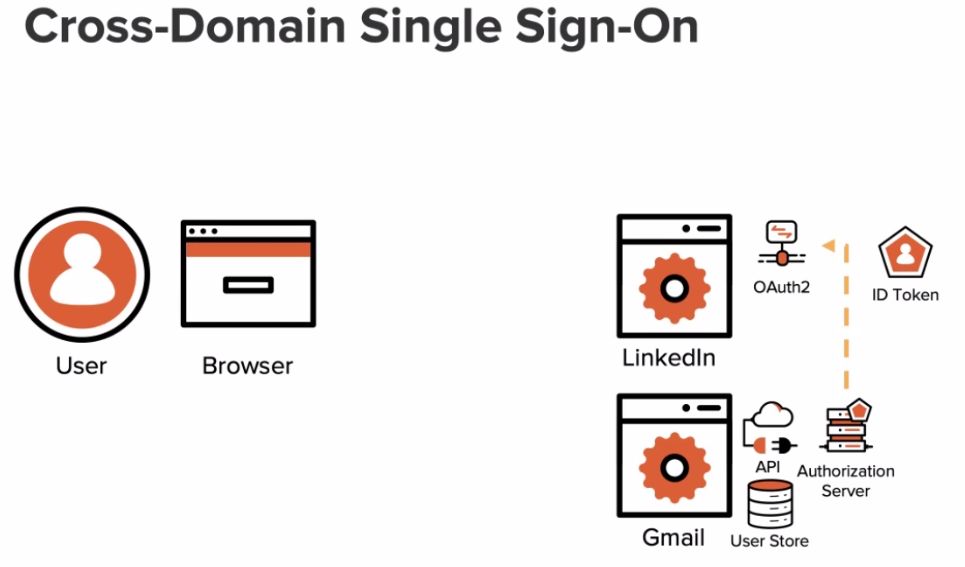 Cross-Domain Single Sign-On
User
Browser
LinkedIn
OAuth2
ID Token
Gmail
API
User Store
Authorization
Server